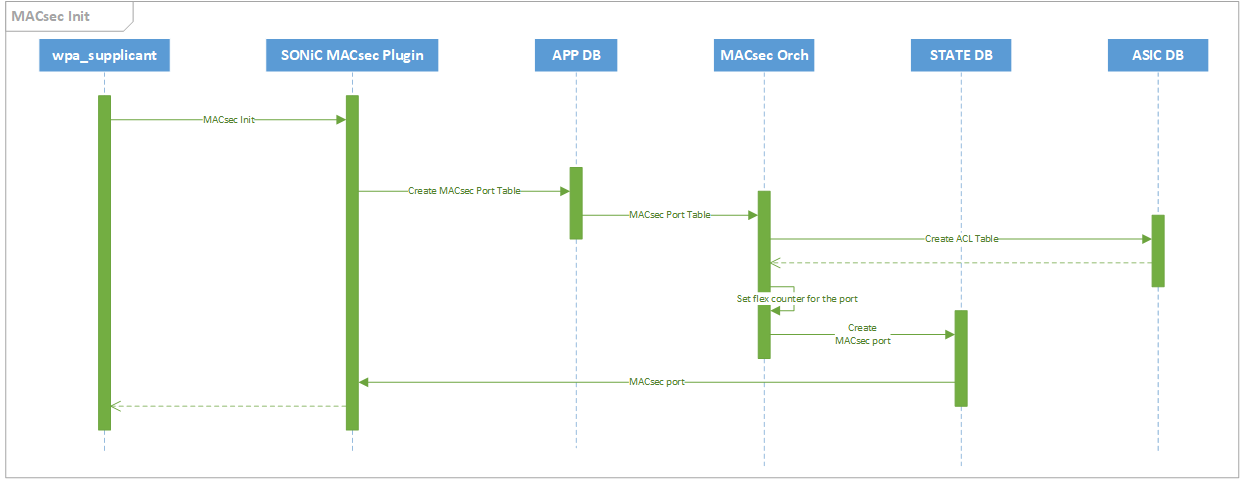 MACsec Init
wpa_supplicant
SONiC MACsec Plugin
APP DB
MACsec Orch
STATE DB
ASIC DB
MACsec Init
Create MACsec Port Table
MACsec Port Table
Create ACL Table
Set flex counter for the port
Create
MACsec port
MACsec port